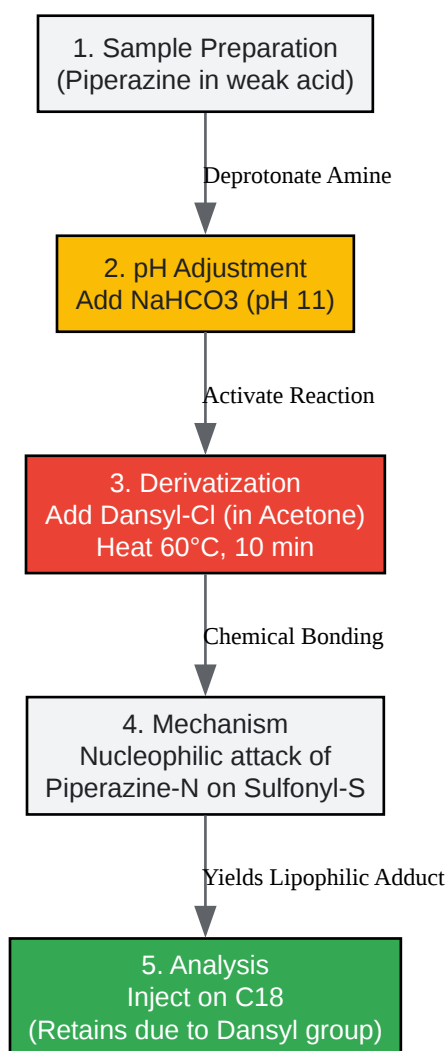 1. Sample Preparation
(Piperazine in weak acid)
Deprotonate Amine
2. pH Adjustment
Add NaHCO3 (pH 11)
Activate Reaction
3. Derivatization
Add Dansyl-Cl (in Acetone)
Heat 60°C, 10 min
Chemical Bonding
4. Mechanism
Nucleophilic attack of
Piperazine-N on Sulfonyl-S
Yields Lipophilic Adduct
5. Analysis
Inject on C18
(Retains due to Dansyl group)